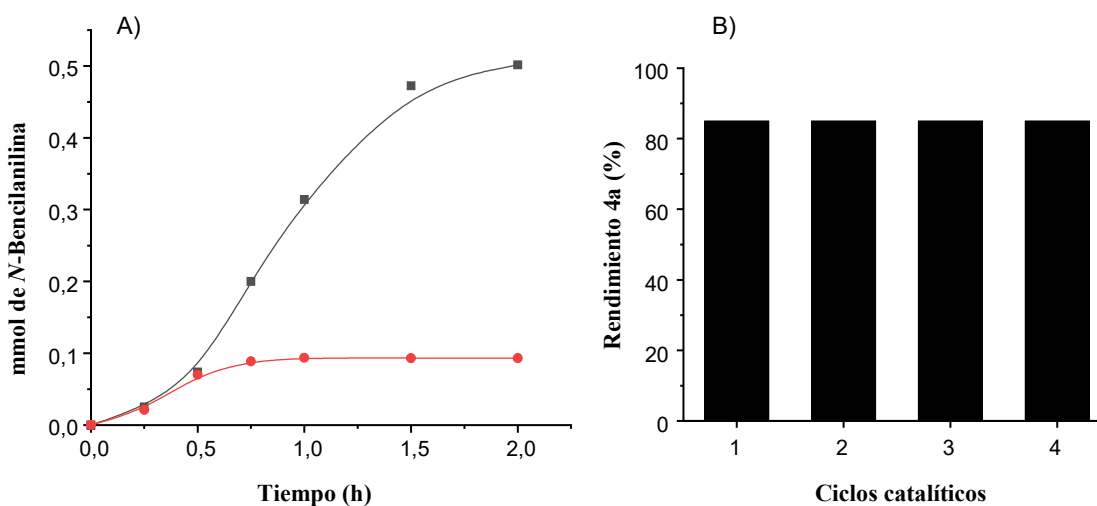 A)
mmol de N-Bencilanilina
0,5
0,4
0,3
0,2
0,1
0,0
0,0 0,5 1,0 1,5 2,0
Tiempo (h)
B)
Rendimiento 4a (%)
100
80
60
40
20
0
1 2 3 4
Ciclos catalíticos